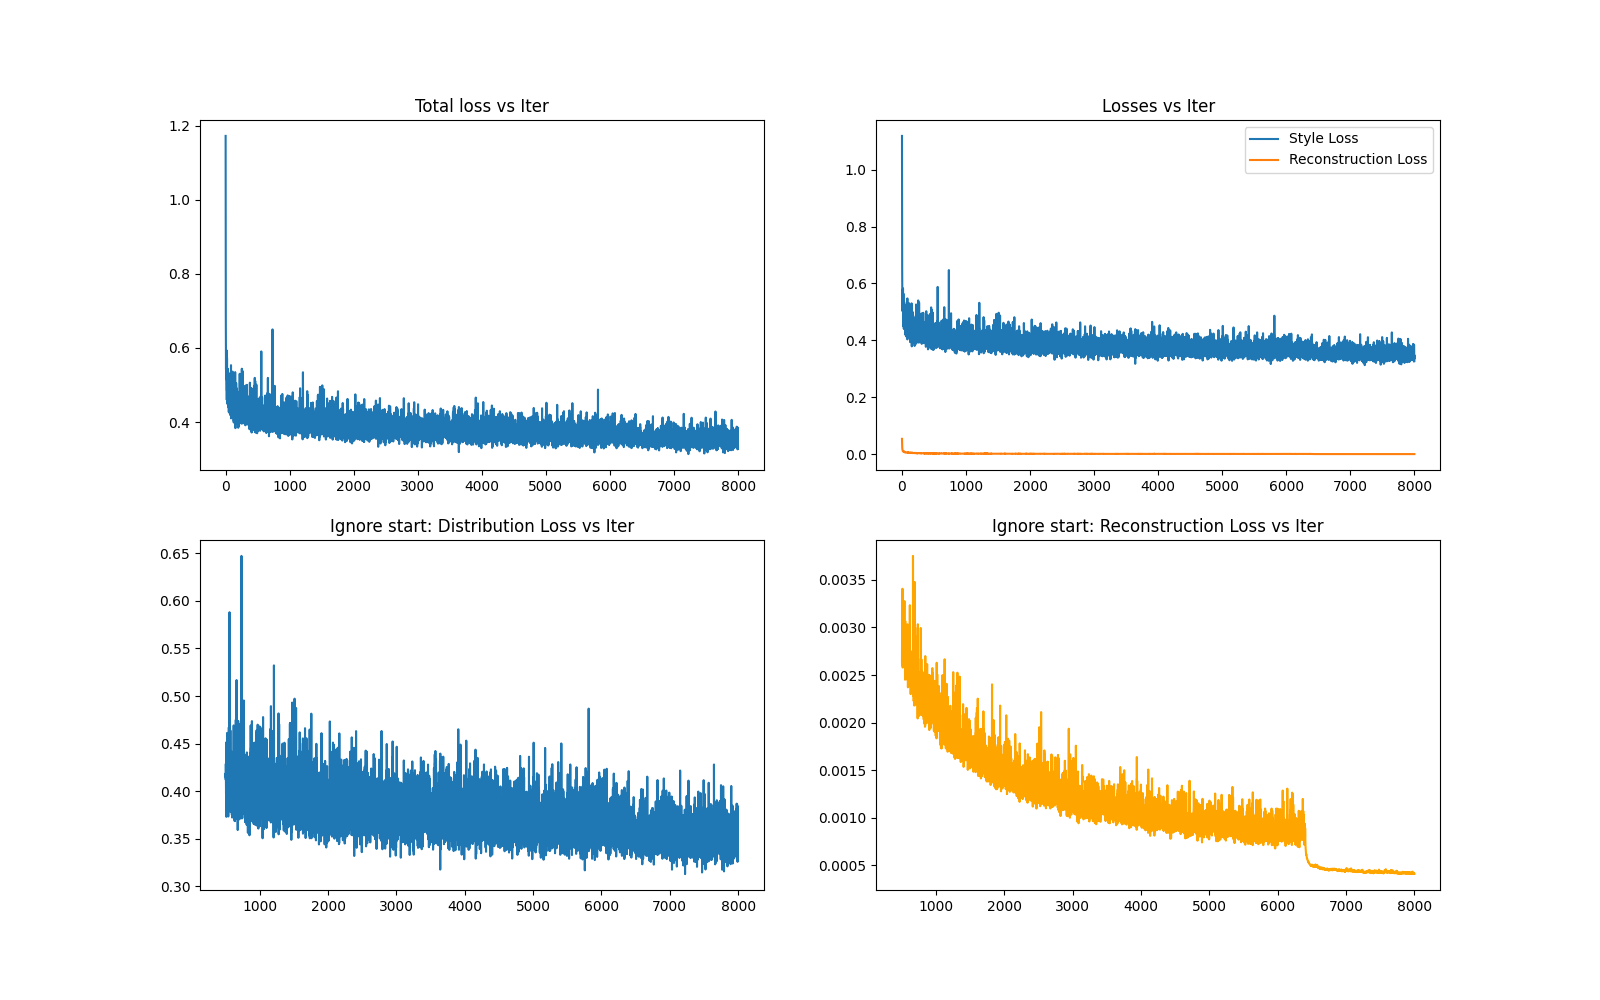 Total loss vs Iter
1.2
1.0
0.8
0.6
0.4
0 1000 2000 3000 4000 5000 6000 7000 8000
Losses vs Iter
Style Loss
Reconstruction Loss
1.0
0.8
0.6
0.4
0.2
0.0
0 1000 2000 3000 4000 5000 6000 7000 8000
Ignore start: Distribution Loss vs Iter
0.65
0.60
0.55
0.50
0.45
0.40
0.35
0.30
1000 2000 3000 4000 5000 6000 7000 8000
Ignore start: Reconstruction Loss vs Iter
0.0035
0.0030
0.0025
0.0020
0.0015
0.0010
0.0005
1000 2000 3000 4000 5000 6000 7000 8000